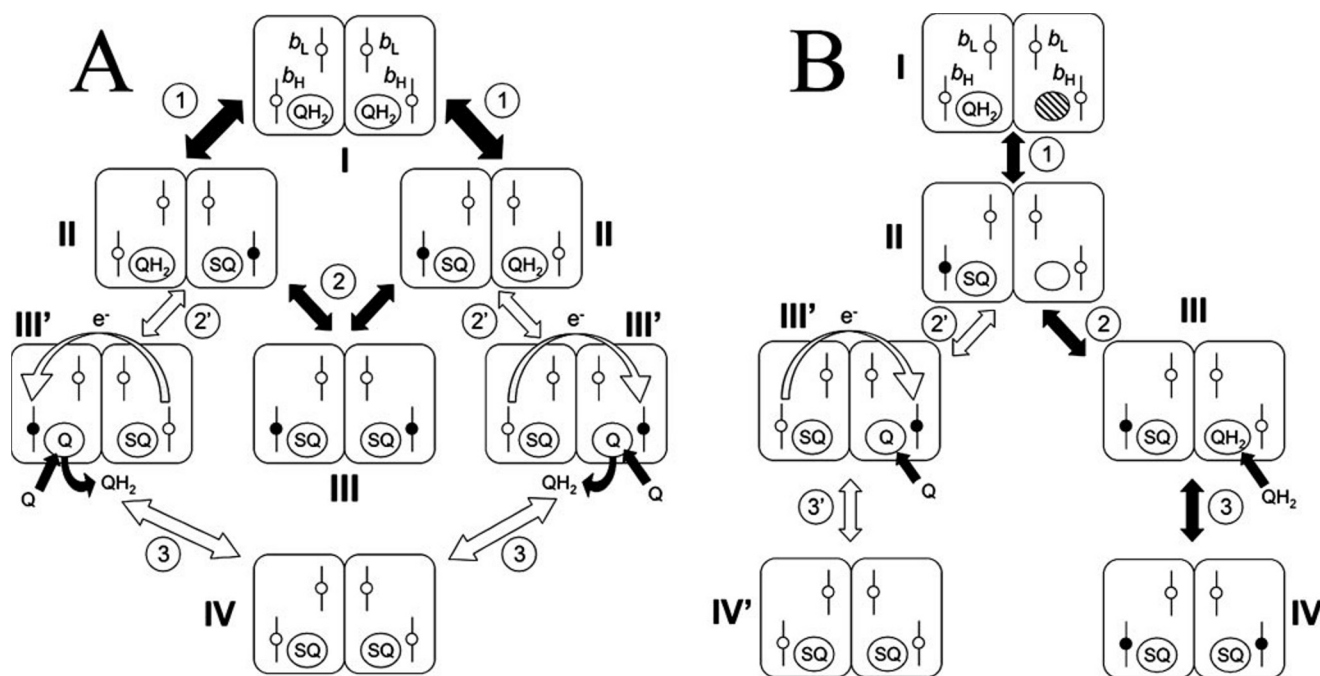 A
b_L b_L
b_H b_H
QH₂ QH₂
1 1
I
II II
QH₂ SQ SQ QH₂
2
III' 2' 2' III'
e⁻ e⁻
Q SQ SQ SQ SQ Q
Q QH₂ III QH₂ Q
3 3
IV
SQ SQ
B
I
b_L b_L
b_H b_H
QH₂
1
II
SQ
III' 2' 2 III
e⁻
SQ Q SQ QH₂
Q QH₂
3' 3
IV' IV
SQ SQ SQ SQ